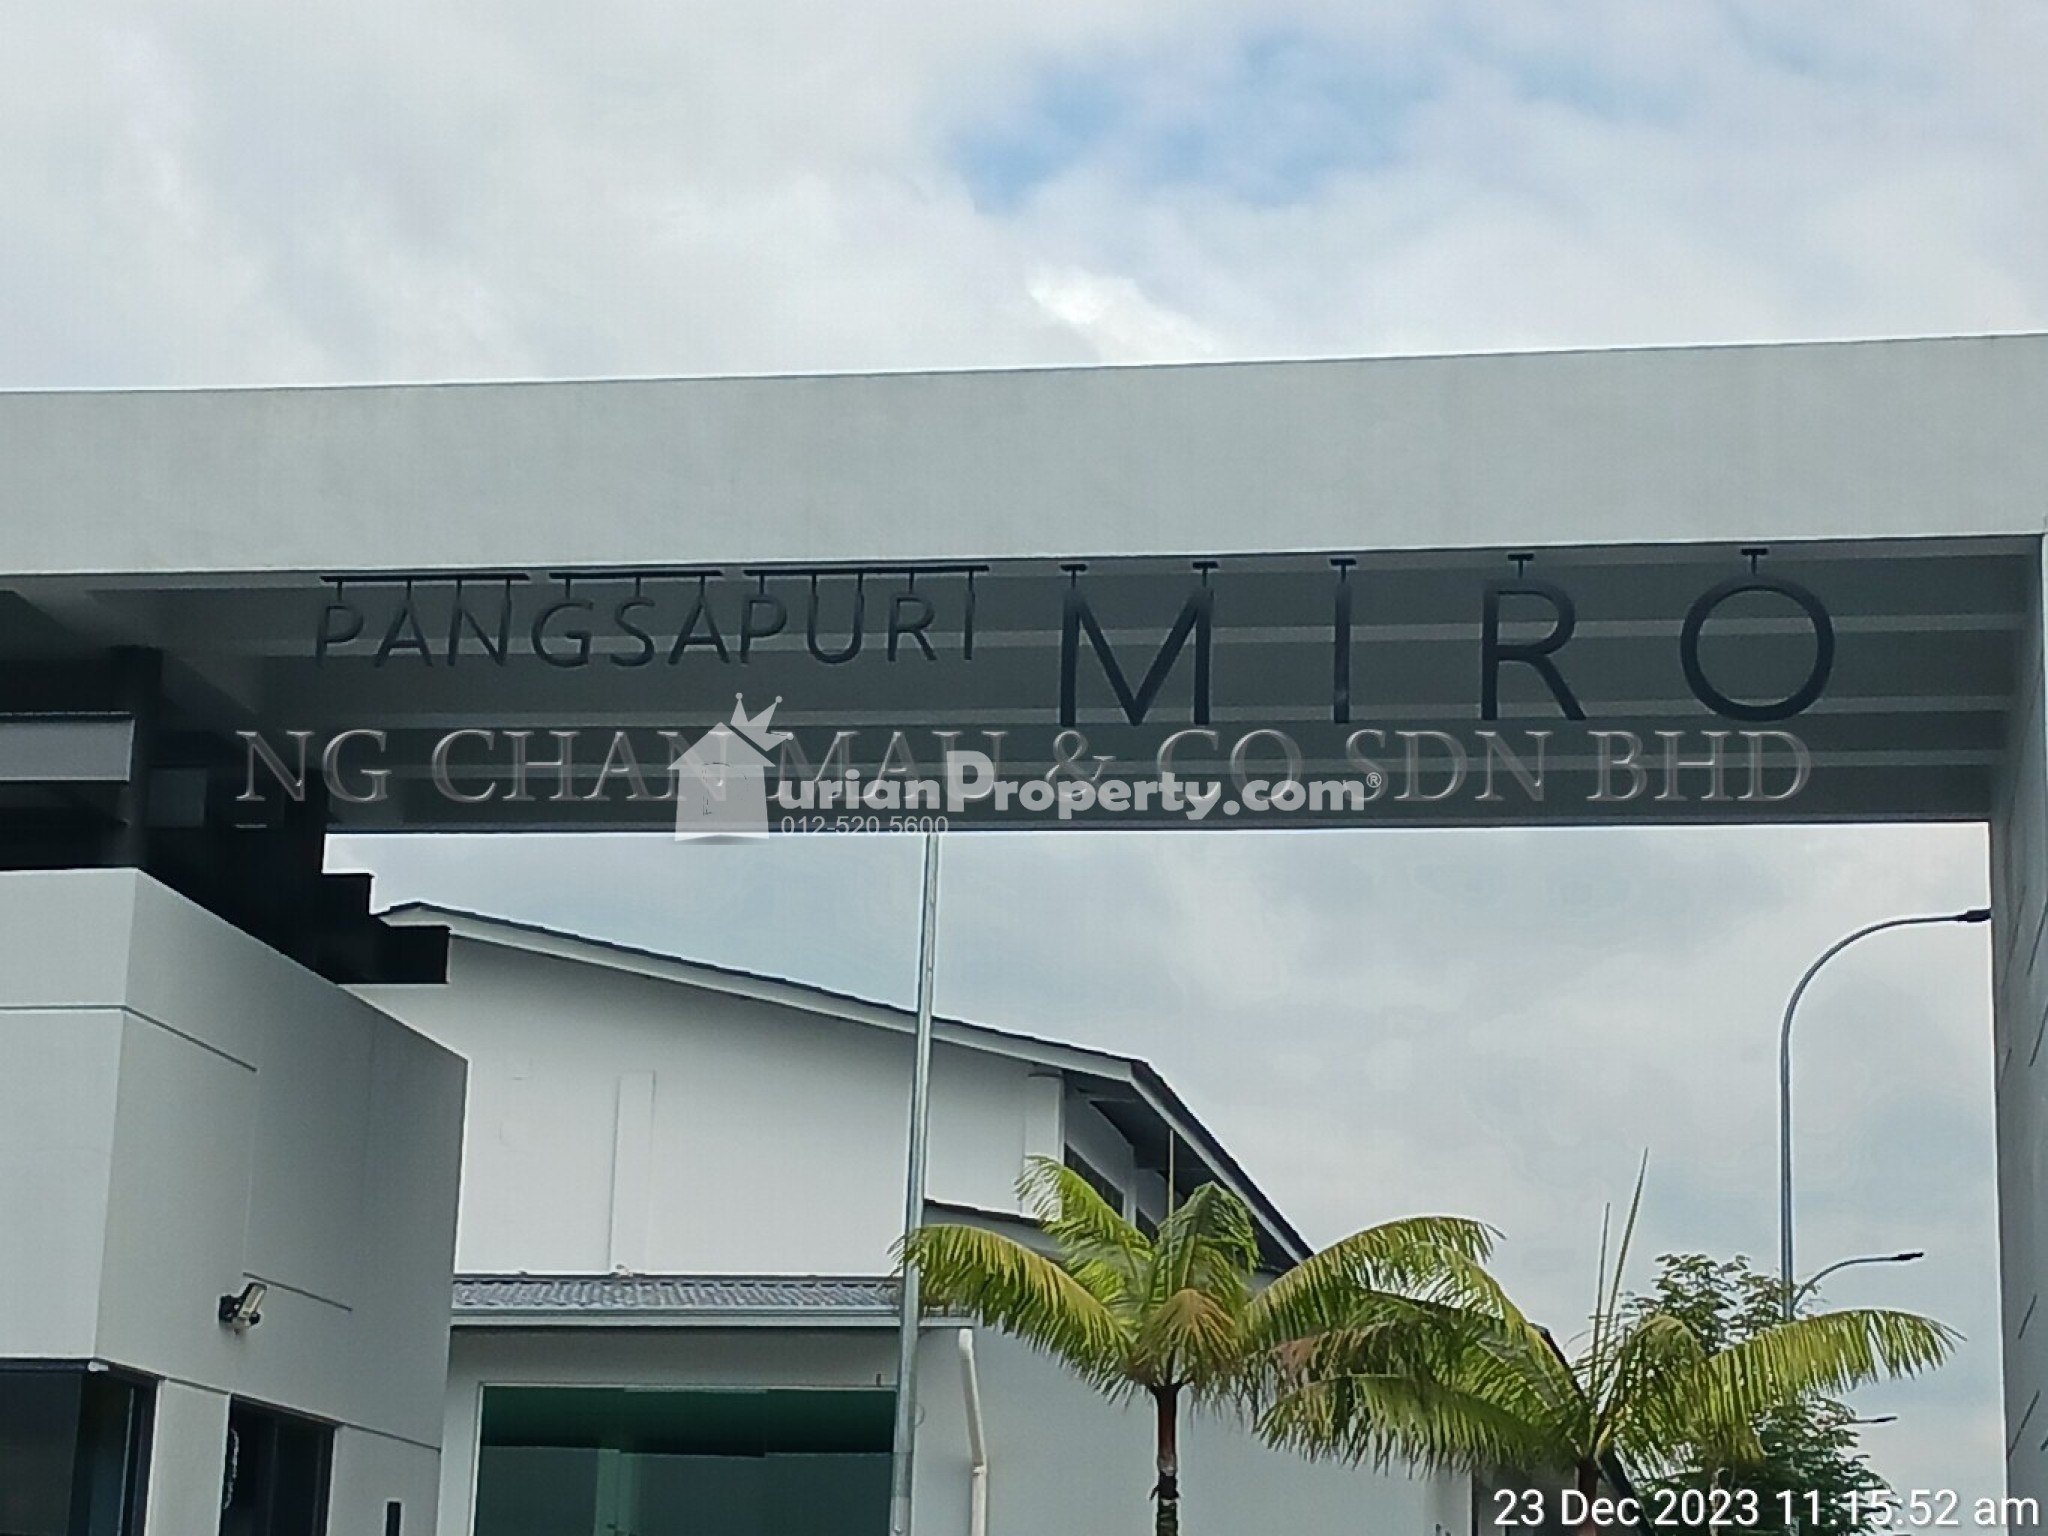 PANGSAPURI MIRO
NG CHAN MAU & CO SDN BHD
DurianProperty.com®
012-520 5600
23 Dec 2023 11:15:52 am